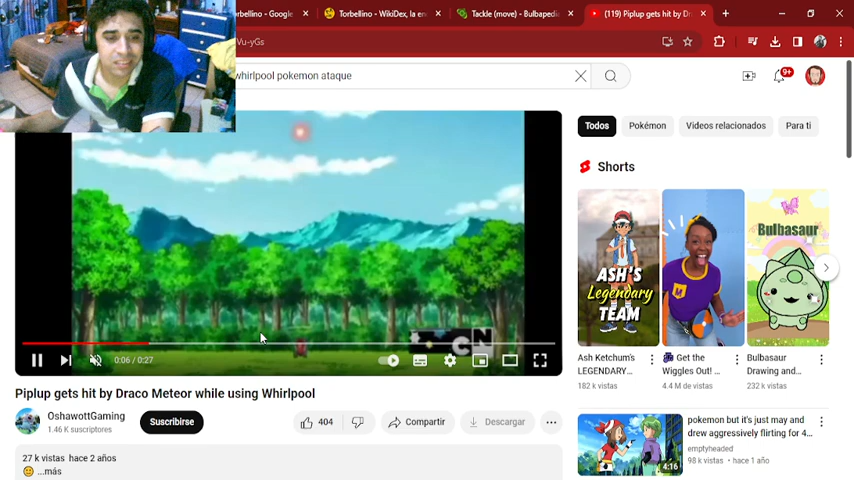 orbellino - Google
Torbellino - WikiDex, la en
Tackle (move) - Bulbapedi
(119) Piplup gets hit by Dr
Vu-yGs
whirlpool pokemon ataque
9+
Todos
Pokémon
Videos relacionados
Para ti
Shorts
ASH'S
Legendary
TEAM
Bulbasaur
CN
0:06 / 0:27
Ash Ketchum's
LEGENDARY...
182 k vistas
Get the
Wiggles Out! ...
4.4 M de vistas
Bulbasaur
Drawing and...
232 k vistas
Piplup gets hit by Draco Meteor while using Whirlpool
OshawottGaming
1.46 K suscriptores
Suscribirse
404
Compartir
Descargar
27 k vistas hace 2 años
...más
4:16
pokemon but it's just may and
drew aggressively flirting for 4...
emptyheaded
98 k vistas • hace 1 año